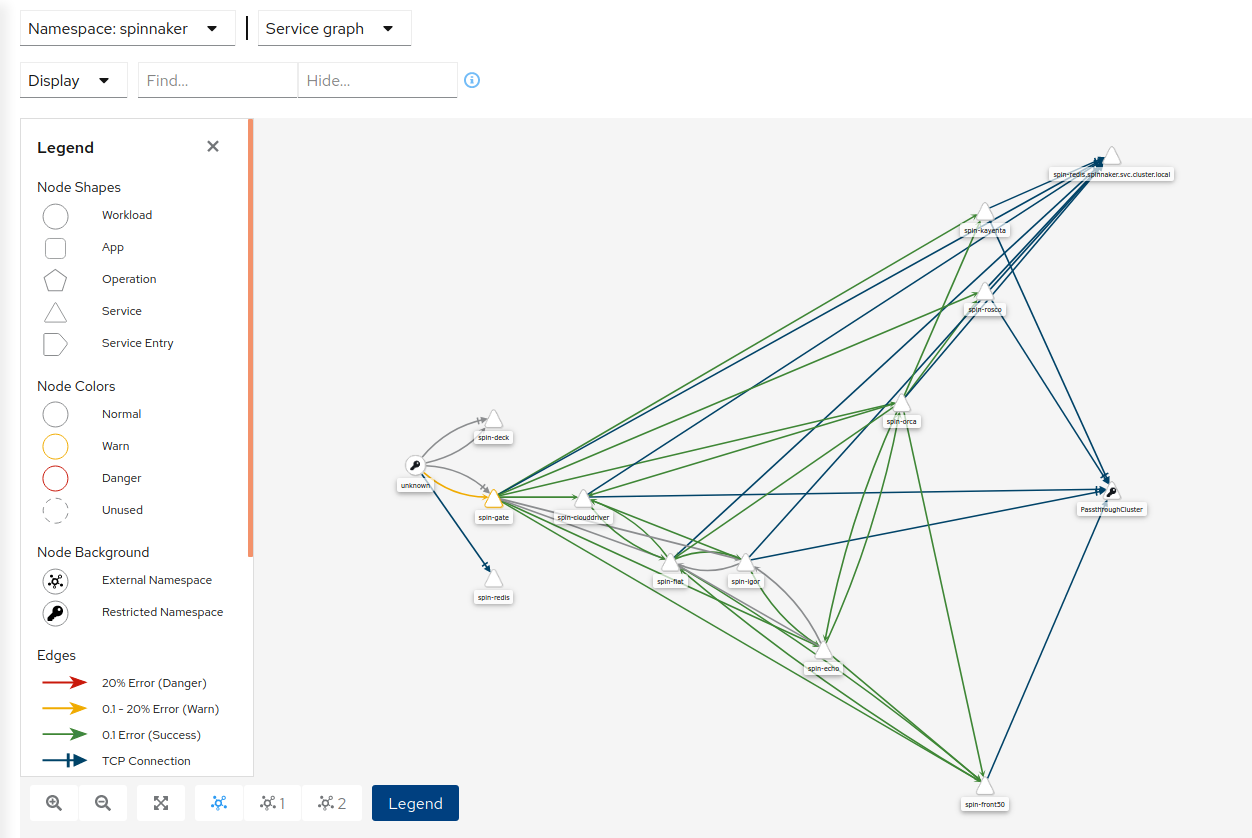 Namespace: spinnaker
Service graph
Display
Find...
Hide...
Legend
Node Shapes
Workload
App
Operation
Service
Service Entry
Node Colors
Normal
Warn
Danger
Unused
Node Background
External Namespace
Restricted Namespace
Edges
20% Error (Danger)
0.1 - 20% Error (Warn)
0.1 Error (Success)
TCP Connection
spin-redis.spinnaker.svc.cluster.local
spin-kayenta
spin-rosco
spin-orca
spin-deck
unknown
spin-gate
spin-clouddriver
PassthroughCluster
spin-fiat
spin-igor
spin-redis
spin-echo
spin-front50
1
2
Legend